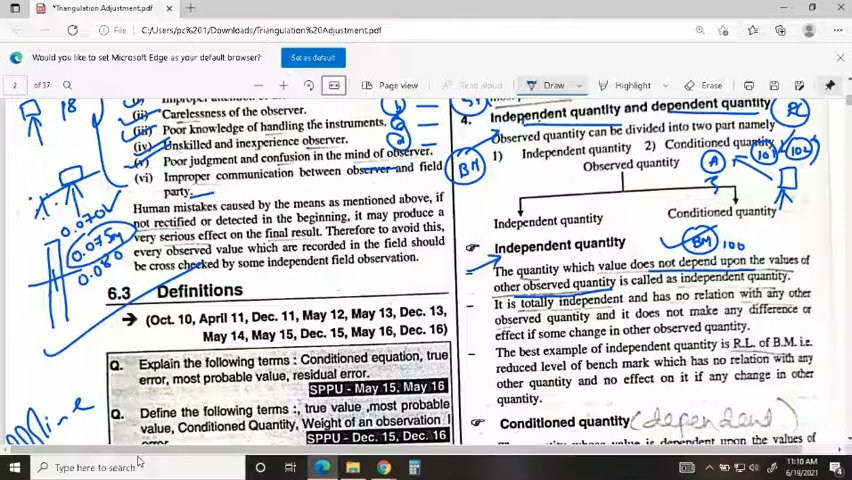 *Triangulation Adjustment.pdf
File
C:/Users/pc%201/Downloads/Triangulation%20Adjustment.pdf
Would you like to set Microsoft Edge as your default browser?
Set as default
2
of 37
Page view
Read aloud
Draw
Highlight
Erase
18
0.070
0.075
0.080
(ii) Carelessness of the observer.
(iii) Poor knowledge of handling the instruments.
(iv) Unskilled and inexperience observer.
(v) Poor judgment and confusion in the mind of observer.
(vi) Improper communication between observer and field
party.
Human mistakes caused by the means as mentioned above, if
not rectified or detected in the beginning, it may produce a
very serious effect on the final result. Therefore to avoid this,
every observed value which are recorded in the field should
be cross checked by some independent field observation.
6.3 Definitions
→ (Oct. 10, April 11, Dec. 11, May 12, May 13, Dec. 13,
May 14, May 15, Dec. 15, May 16, Dec. 16)
Q. Explain the following terms : Conditioned equation, true
error, most probable value, residual error.
SPPU - May 15, May 16
Q. Define the following terms :, true value ,most probable
value, Conditioned Quantity, Weight of an observation
SPPU - Dec. 15, Dec. 16
4. Independent quantity and dependent quantity
Observed quantity can be divided into two part namely
1) Independent quantity 2) Conditioned quantity
Observed quantity
BM
A
101
102
Independent quantity
Conditioned quantity
Independent quantity
BM 100
The quantity which value does not depend upon the values of
other observed quantity is called as independent quantity.
- It is totally independent and has no relation with any other
observed quantity and it does not make any difference or
effect if some change in other observed quantity.
- The best example of independent quantity is R.L. of B.M. i.e.
reduced level of bench mark which has no relation with any
other quantity and no effect on it if any change in other
quantity.
Conditioned quantity (dependent)
Type here to search
11:10 AM
6/19/2021